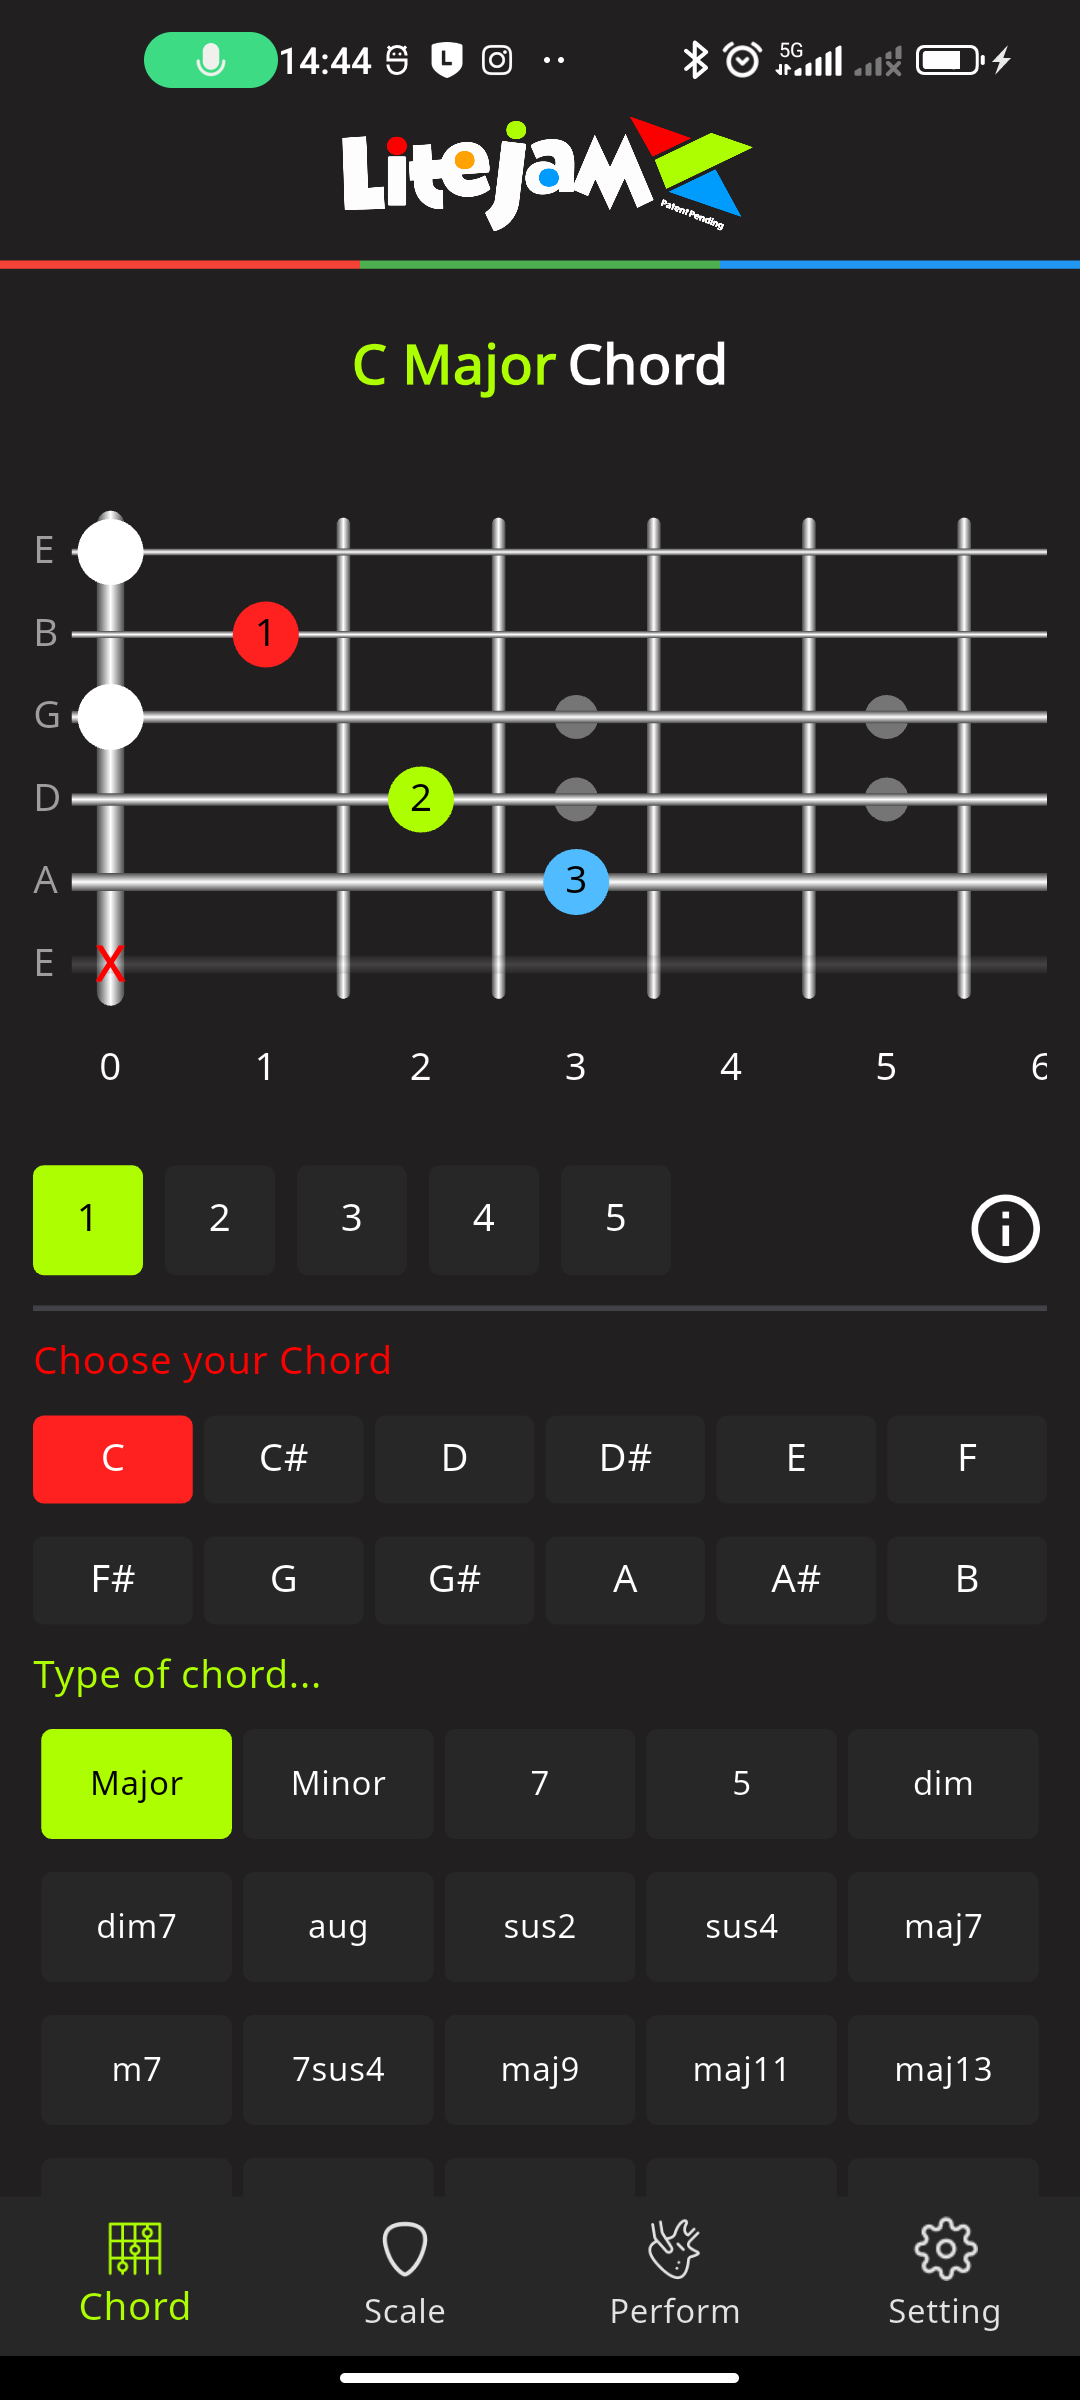 14:44 5G
Litejam
Patent Pending
C Major Chord
E
B
1
G
D
2
A
3
E X
0 1 2 3 4 5 6
1 2 3 4 5
Choose your Chord
C C# D D# E F
F# G G# A A# B
Type of chord...
Major Minor 7 5 dim
dim7 aug sus2 sus4 maj7
m7 7sus4 maj9 maj11 maj13
Chord Scale Perform Setting